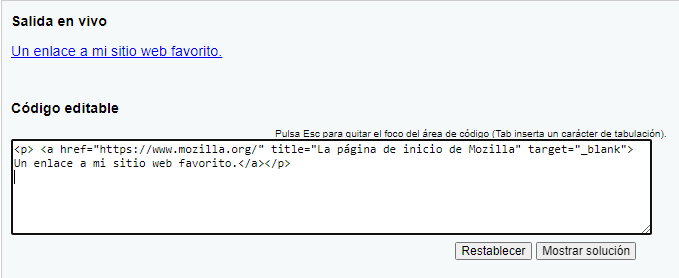 Salida en vivo
Un enlace a mi sitio web favorito.
Código editable
Pulsa Esc para quitar el foco del área de código (Tab inserta un carácter de tabulación).
<p> <a href="https://www.mozilla.org/" title="La página de inicio de Mozilla" target="_blank">
Un enlace a mi sitio web favorito.</a></p>
Restablecer Mostrar solución